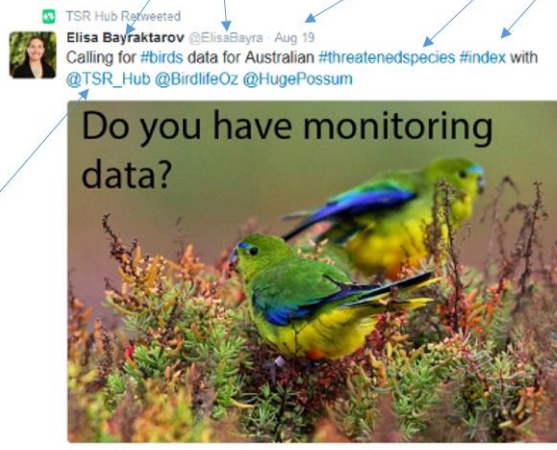 TSR Hub Retweeted
Elisa Bayraktarov @ElisaBayra · Aug 19
Calling for #birds data for Australian #threatenedspecies #index with
@TSR_Hub @BirdlifeOz @HugePossum
Do you have monitoring
data?